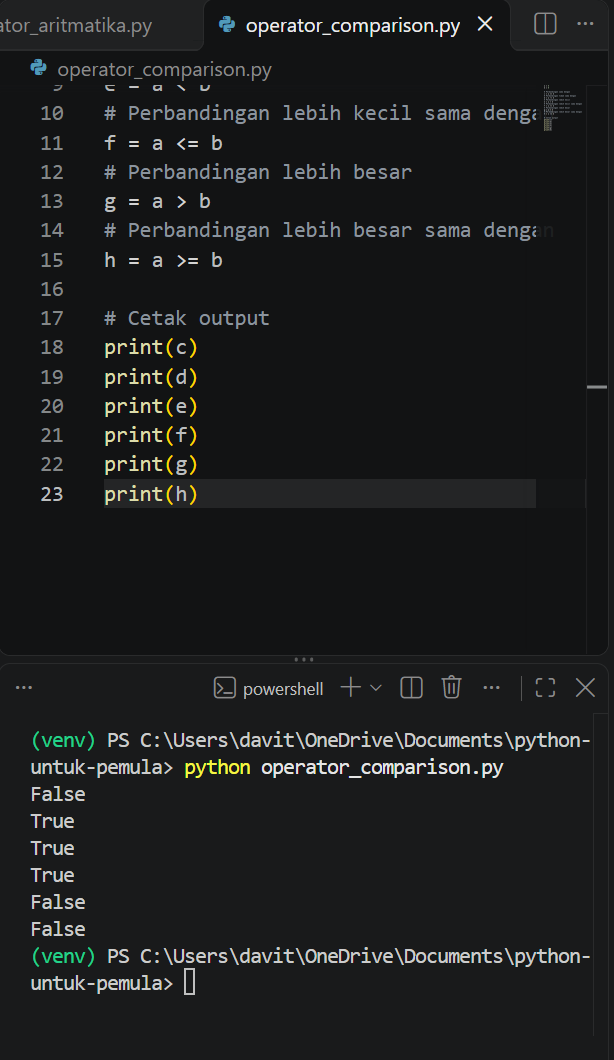 ator_aritmatika.py
operator_comparison.py
operator_comparison.py
9 e = a < b
10 # Perbandingan lebih kecil sama denga
11 f = a <= b
12 # Perbandingan lebih besar
13 g = a > b
14 # Perbandingan lebih besar sama dengan
15 h = a >= b
16
17 # Cetak output
18 print(c)
19 print(d)
20 print(e)
21 print(f)
22 print(g)
23 print(h)
powershell
(venv) PS C:\Users\davit\OneDrive\Documents\python-
untuk-pemula> python operator_comparison.py
False
True
True
True
False
False
(venv) PS C:\Users\davit\OneDrive\Documents\python-
untuk-pemula>